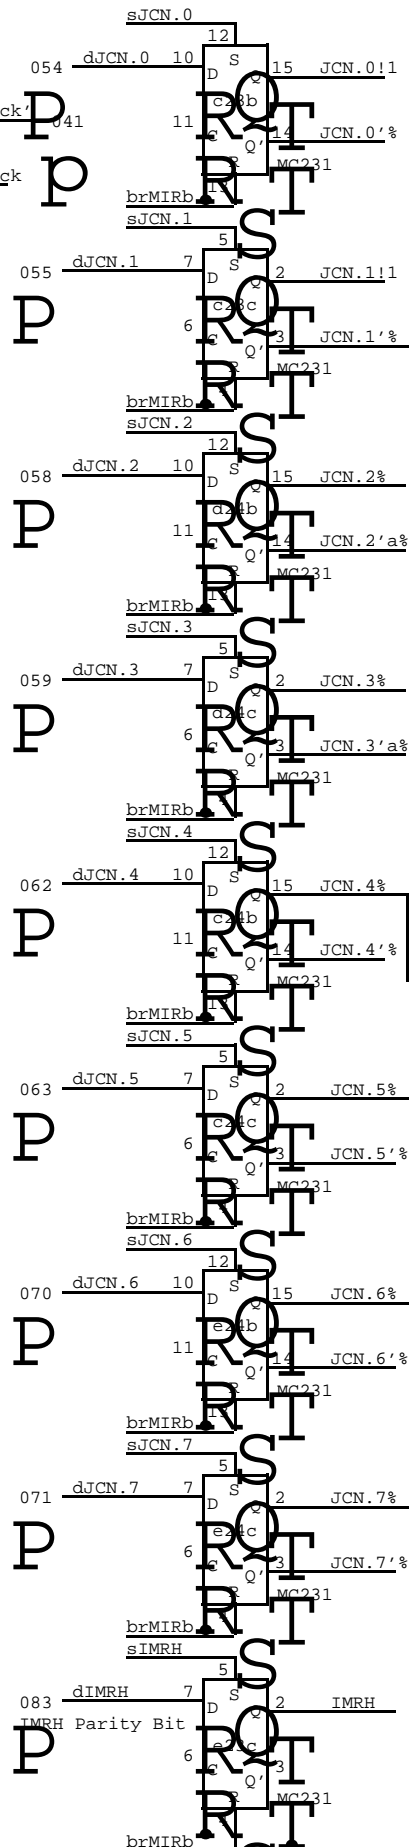 sJCN.0
12
054 dJCN.0 10 D S Q 15 JCN.0!1
ck' P 041 11 C R c23b Q' 14 T JCN.0'%
ck P R 13 MC231 T
brMIRb
sJCN.1
5 S
055 dJCN.1 7 D S Q 2 JCN.1!1
P 6 C R c23c Q' 3 T JCN.1'%
R MC231 T
brMIRb
sJCN.2
12 S
058 dJCN.2 10 D S Q 15 JCN.2%
P 11 C R d24b Q' 14 T JCN.2'a%
R 13 MC231 T
brMIRb
sJCN.3
5 S
059 dJCN.3 7 D S Q 2 JCN.3%
P 6 C R d24c Q' 3 T JCN.3'a%
R MC231 T
brMIRb
sJCN.4
12 S
062 dJCN.4 10 D S Q 15 JCN.4%
P 11 C R c24b Q' 14 T JCN.4'%
R 13 MC231 T
brMIRb
sJCN.5
5 S
063 dJCN.5 7 D S Q 2 JCN.5%
P 6 C R c24c Q' 3 T JCN.5'%
R MC231 T
brMIRb
sJCN.6
12 S
070 dJCN.6 10 D S Q 15 JCN.6%
P 11 C R e24b Q' 14 T JCN.6'%
R 13 MC231 T
brMIRb
sJCN.7
5 S
071 dJCN.7 7 D S Q 2 JCN.7%
P 6 C R e24c Q' 3 T JCN.7'%
R MC231 T
brMIRb
sIMRH
5 S
083 dIMRH 7 D S Q 2 IMRH
IMRH Parity Bit
P 6 C R Q' 3 T
R MC231 T
brMIRb